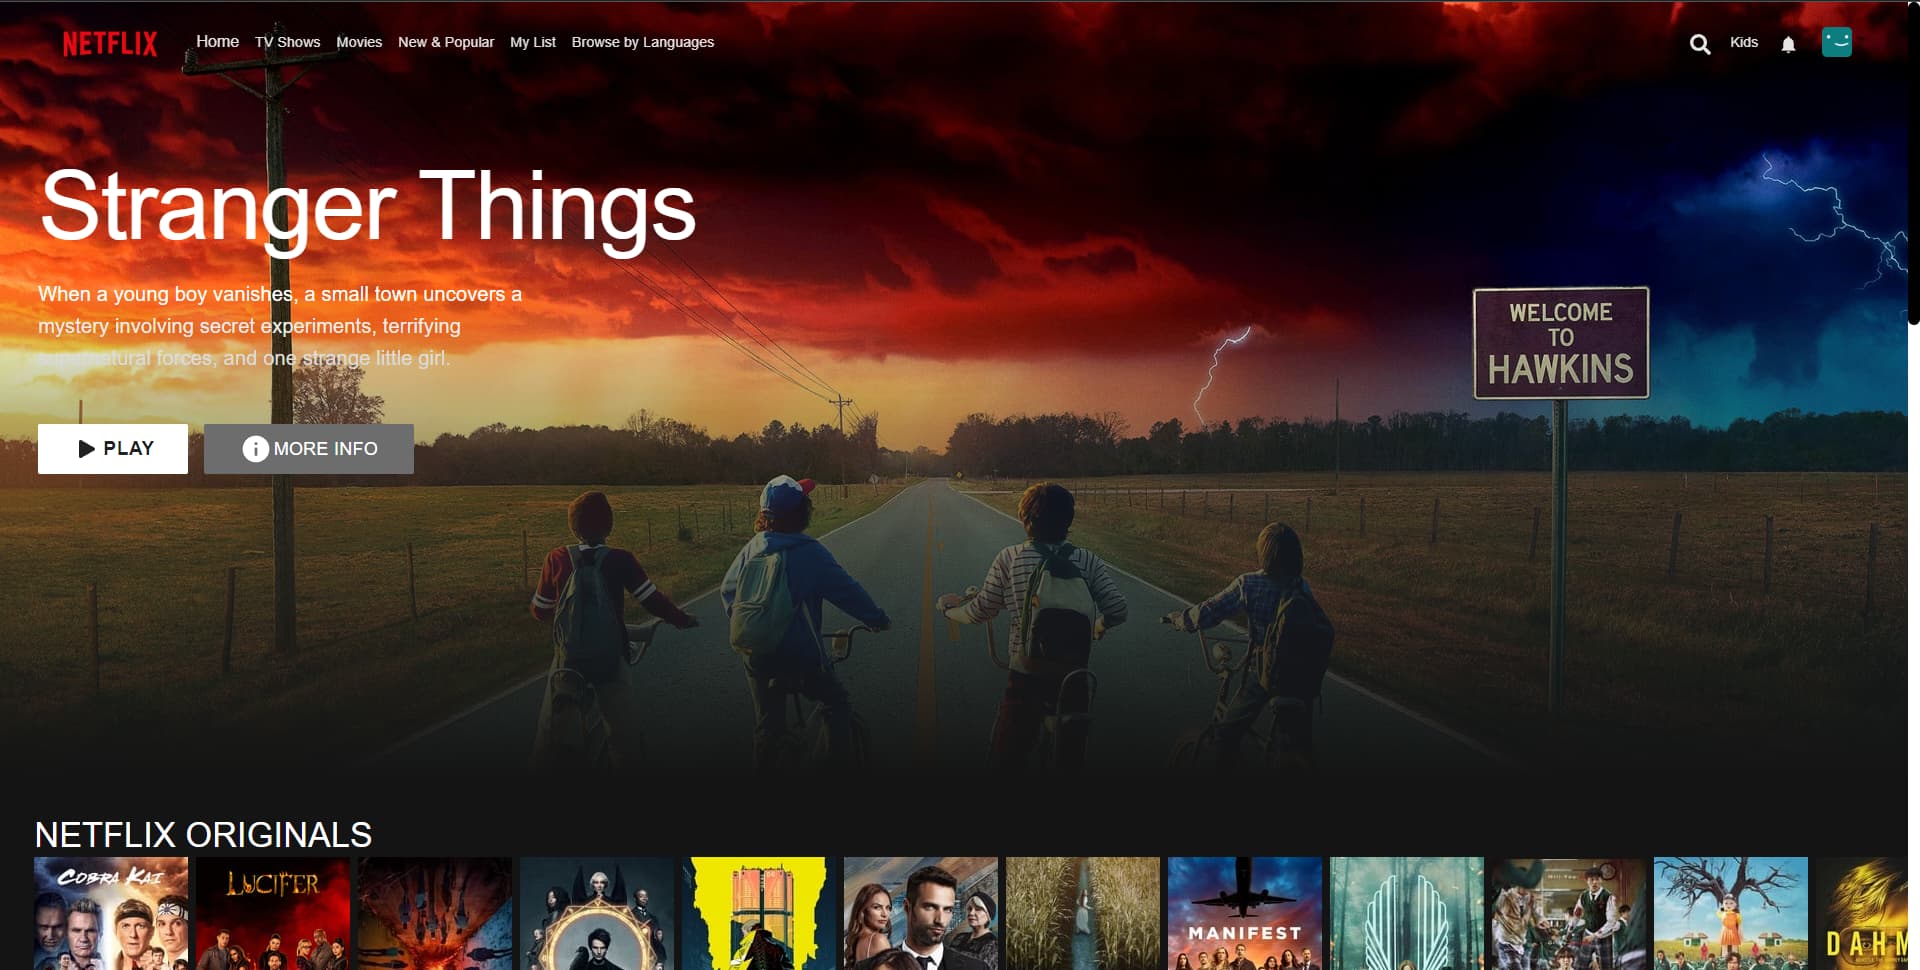 NETFLIX Home TV Shows Movies New & Popular My List Browse by Languages Kids
Stranger Things
When a young boy vanishes, a small town uncovers a
mystery involving secret experiments, terrifying
supernatural forces, and one strange little girl.
WELCOME
TO
HAWKINS
PLAY MORE INFO
NETFLIX ORIGINALS
COBRA KAI LUCIFER
MANIFEST
DAHM